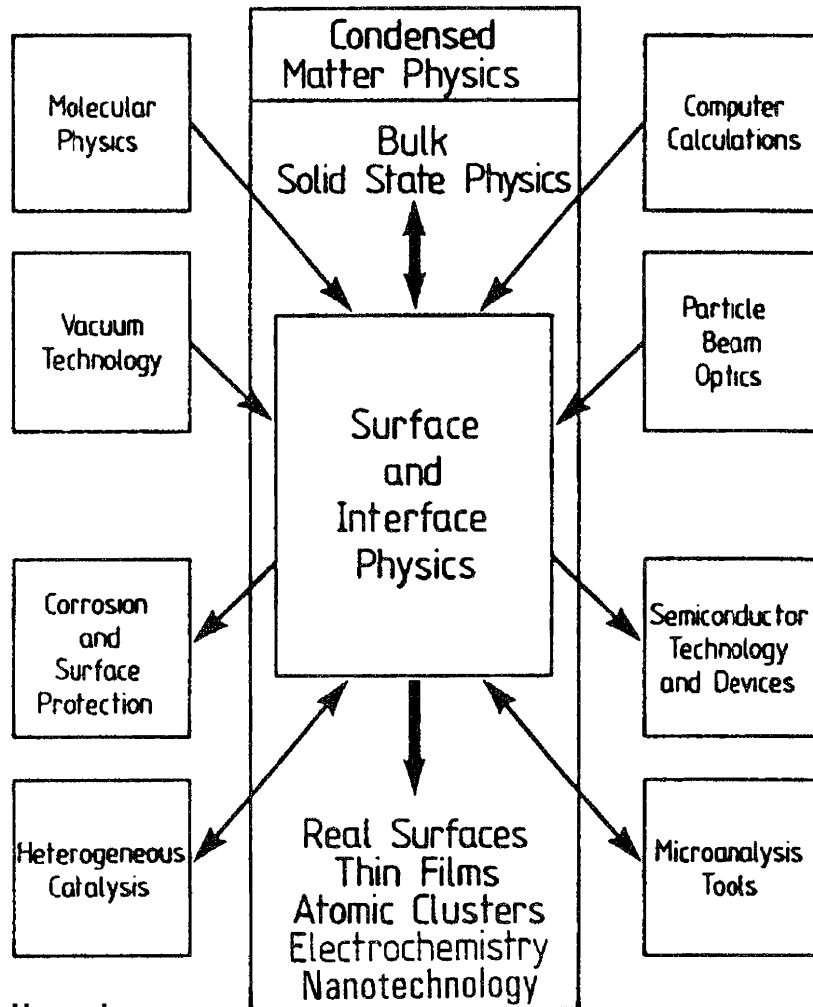 Condensed
Matter Physics
Molecular
Physics
Bulk
Solid State Physics
Computer
Calculations
Vacuum
Technology
Particle
Beam
Optics
Surface
and
Interface
Physics
Corrosion
and
Surface
Protection
Semiconductor
Technology
and Devices
Heterogeneous
Catalysis
Real Surfaces
Thin Films
Atomic Clusters
Electrochemistry
Nanotechnology
Microanalysis
Tools